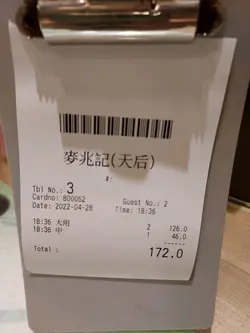 麥兆記(天后)
#:
Tbl No.: 3
Cardno: 800062 Guest No.: 2
Date: 2022-04-28 Time: 18:36
18:36 大用 2 126.0
18:36 中 1 46.0
Total : 172.0